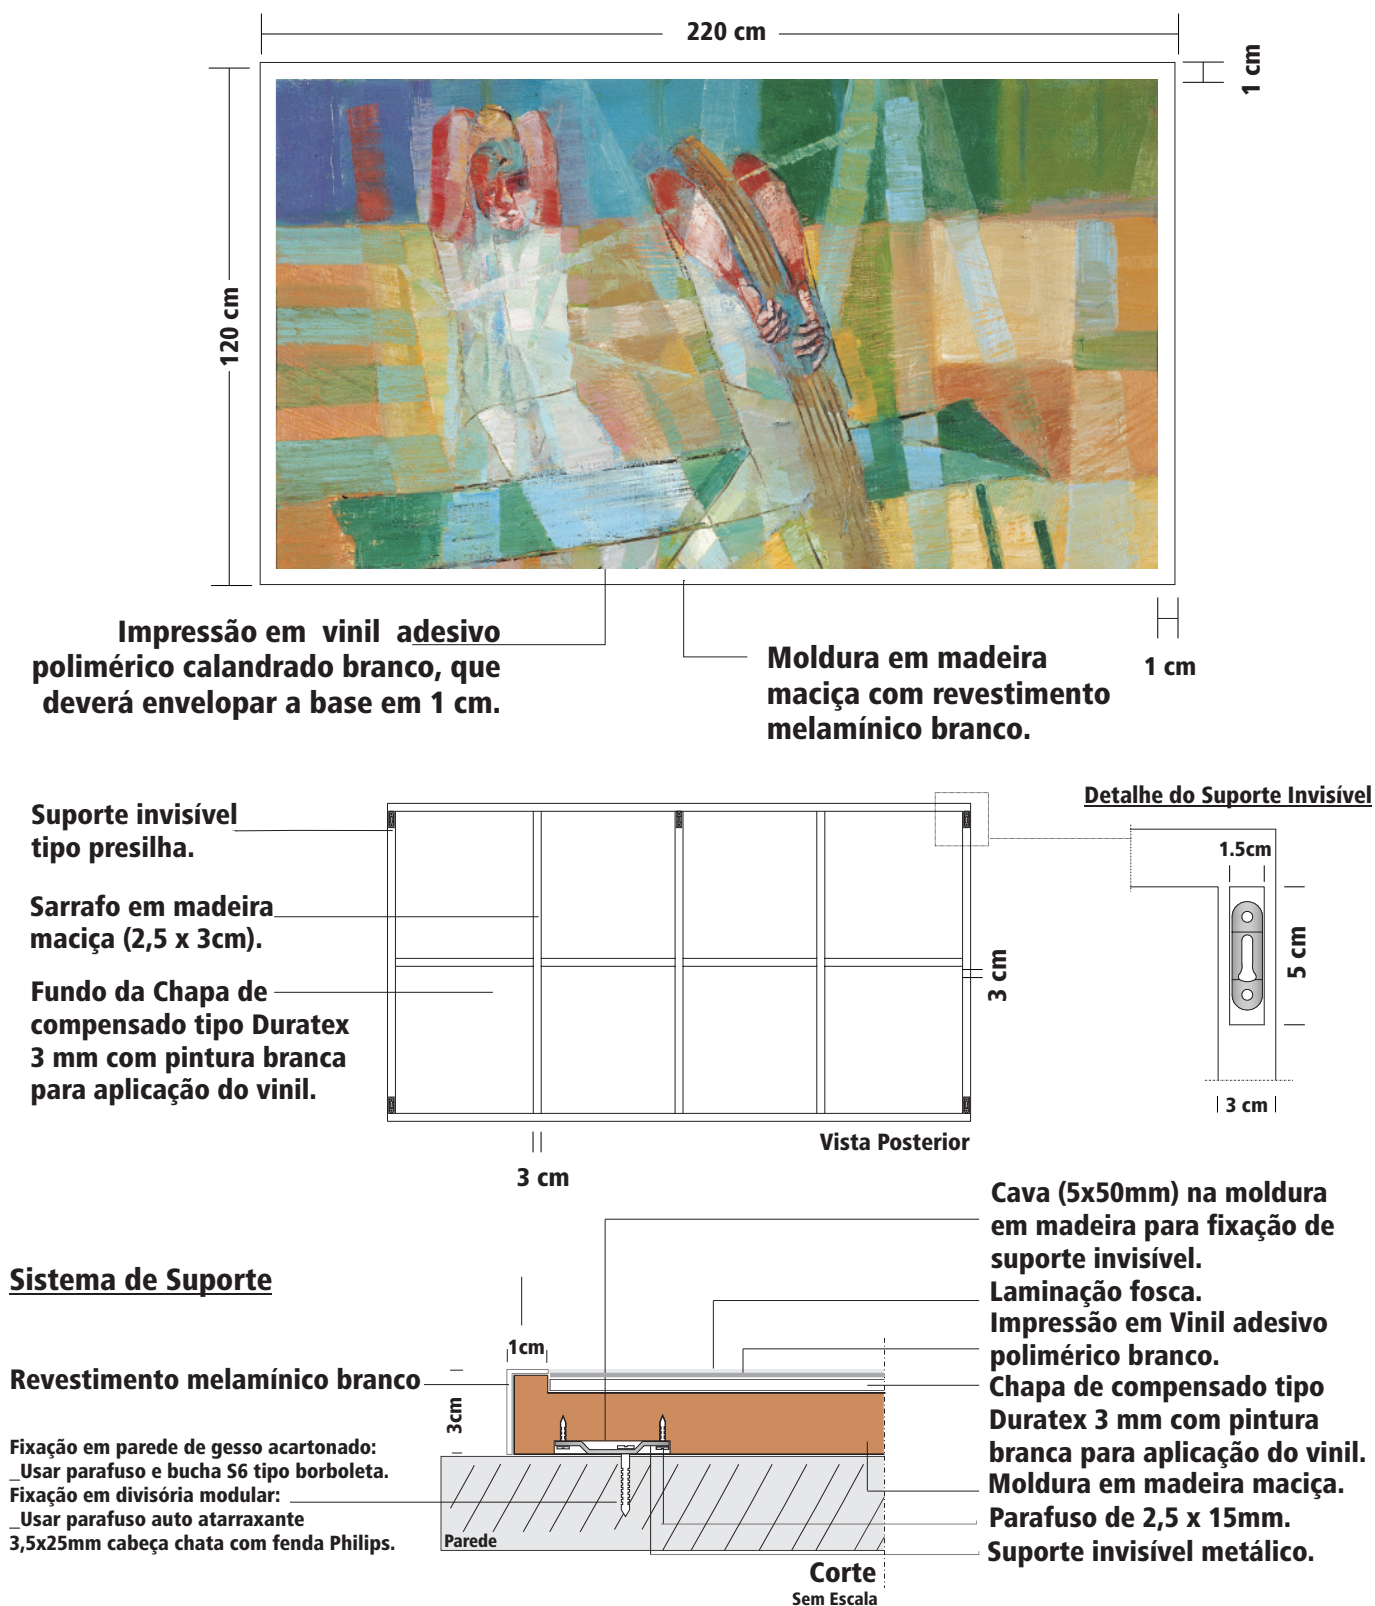 220 cm
1 cm
120 cm
Impressão em vinil adesivo
polimérico calandrado branco, que
deverá envelopar a base em 1 cm.
Moldura em madeira
maciça com revestimento
melamínico branco.
1 cm
Suporte invisível
tipo presilha.
Sarrafo em madeira
maciça (2,5 x 3cm).
Fundo da Chapa de
compensado tipo Duratex
3 mm com pintura branca
para aplicação do vinil.
3 cm
3 cm
Vista Posterior
Detalhe do Suporte Invisível
1.5cm
5 cm
3 cm
Sistema de Suporte
1cm
3cm
Revestimento melamínico branco
Fixação em parede de gesso acartonado:
_Usar parafuso e bucha S6 tipo borboleta.
Fixação em divisória modular:
_Usar parafuso auto atarraxante
3,5x25mm cabeça chata com fenda Philips.
Parede
Cava (5x50mm) na moldura
em madeira para fixação de
suporte invisível.
Laminação fosca.
Impressão em Vinil adesivo
polimérico branco.
Chapa de compensado tipo
Duratex 3 mm com pintura
branca para aplicação do vinil.
Moldura em madeira maciça.
Parafuso de 2,5 x 15mm.
Suporte invisível metálico.
Corte
Sem Escala